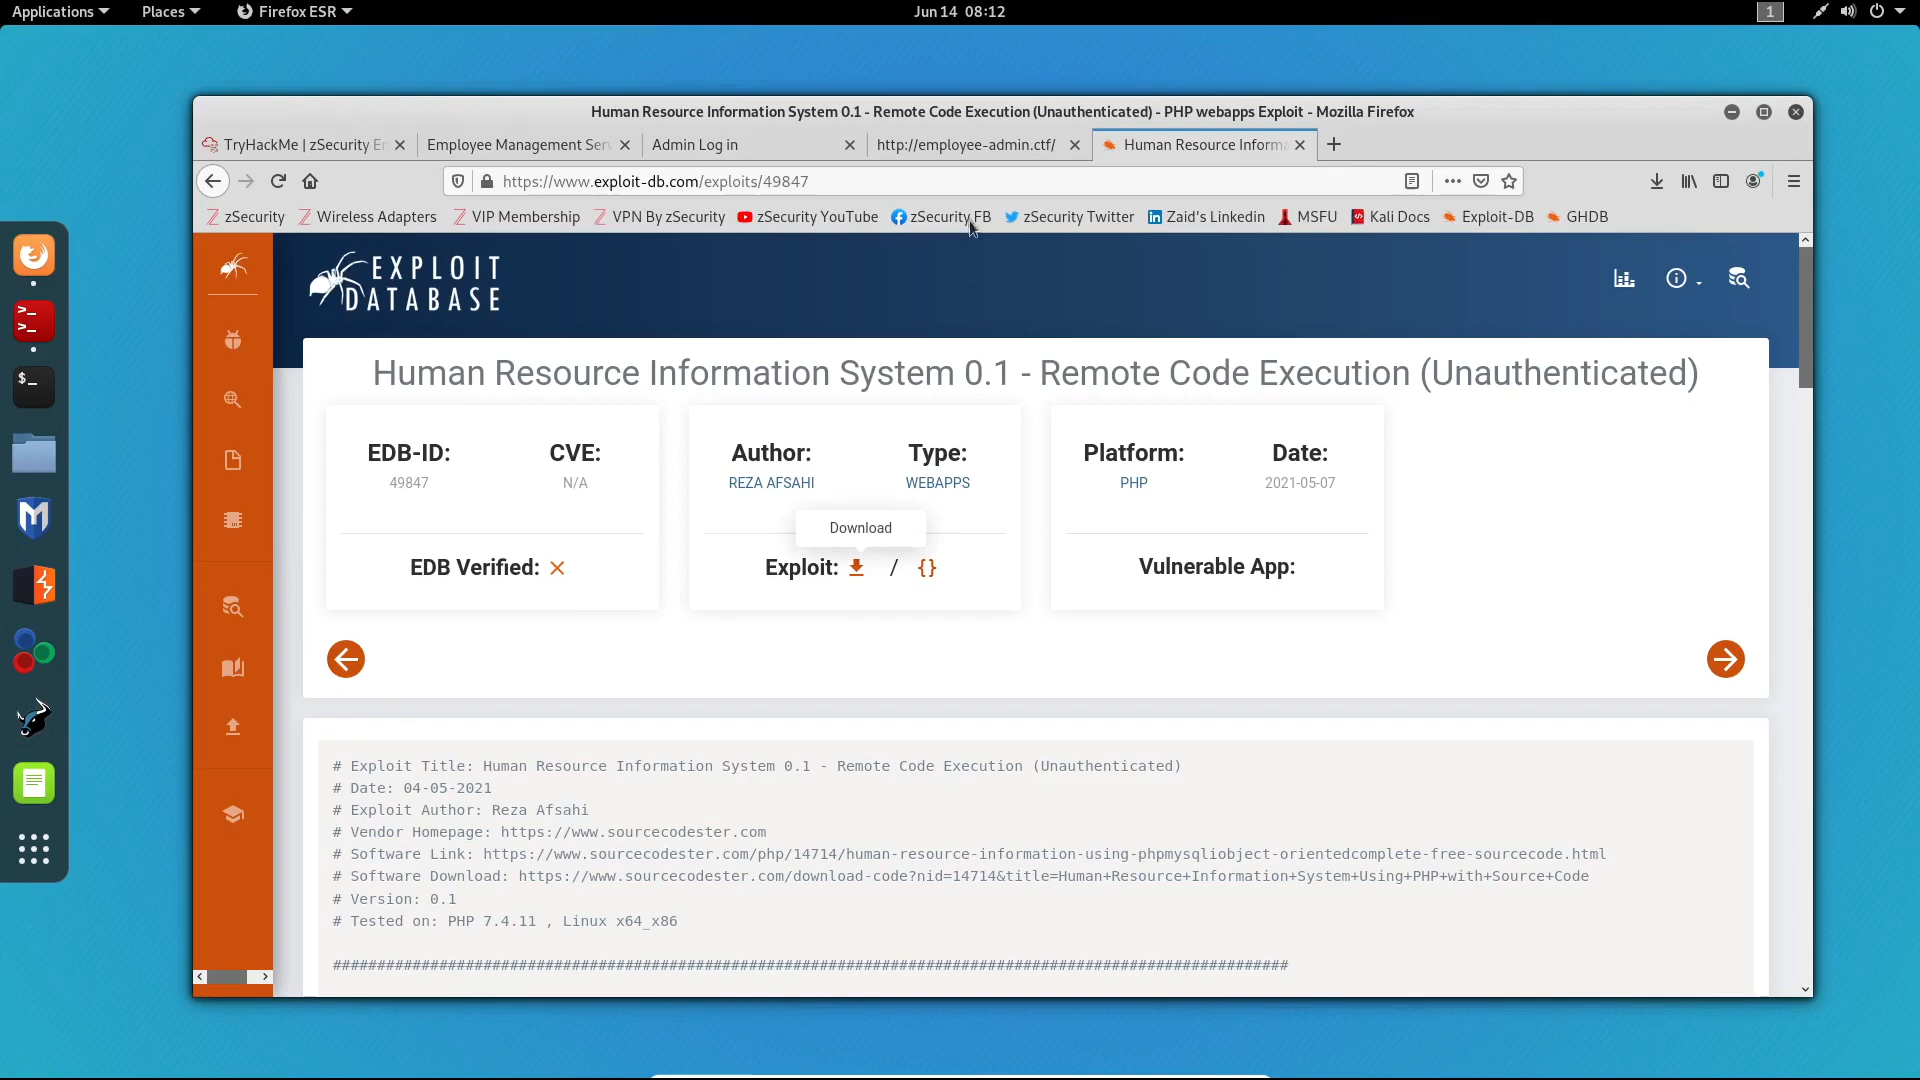 Applications Places Firefox ESR Jun 14 08:12 1
Human Resource Information System 0.1 - Remote Code Execution (Unauthenticated) - PHP webapps Exploit - Mozilla Firefox
TryHackMe | zSecurity En Employee Management Serv Admin Log in http://employee-admin.ctf/ Human Resource Informa
https://www.exploit-db.com/exploits/49847
zSecurity Wireless Adapters VIP Membership VPN By zSecurity zSecurity YouTube zSecurity FB zSecurity Twitter Zaid's Linkedin MSFU Kali Docs Exploit-DB GHDB
EXPLOIT
DATABASE
Human Resource Information System 0.1 - Remote Code Execution (Unauthenticated)
EDB-ID: CVE: Author: Type: Platform: Date:
49847 N/A REZA AFSAHI WEBAPPS PHP 2021-05-07
Download
EDB Verified: Exploit: / {} Vulnerable App:
# Exploit Title: Human Resource Information System 0.1 - Remote Code Execution (Unauthenticated)
# Date: 04-05-2021
# Exploit Author: Reza Afsahi
# Vendor Homepage: https://www.sourcecodester.com
# Software Link: https://www.sourcecodester.com/php/14714/human-resource-information-using-phpmysqliobject-orientedcomplete-free-sourcecode.html
# Software Download: https://www.sourcecodester.com/download-code?nid=14714&title=Human+Resource+Information+System+Using+PHP+with+Source+Code
# Version: 0.1
# Tested on: PHP 7.4.11 , Linux x64_x86
############################################################################################################